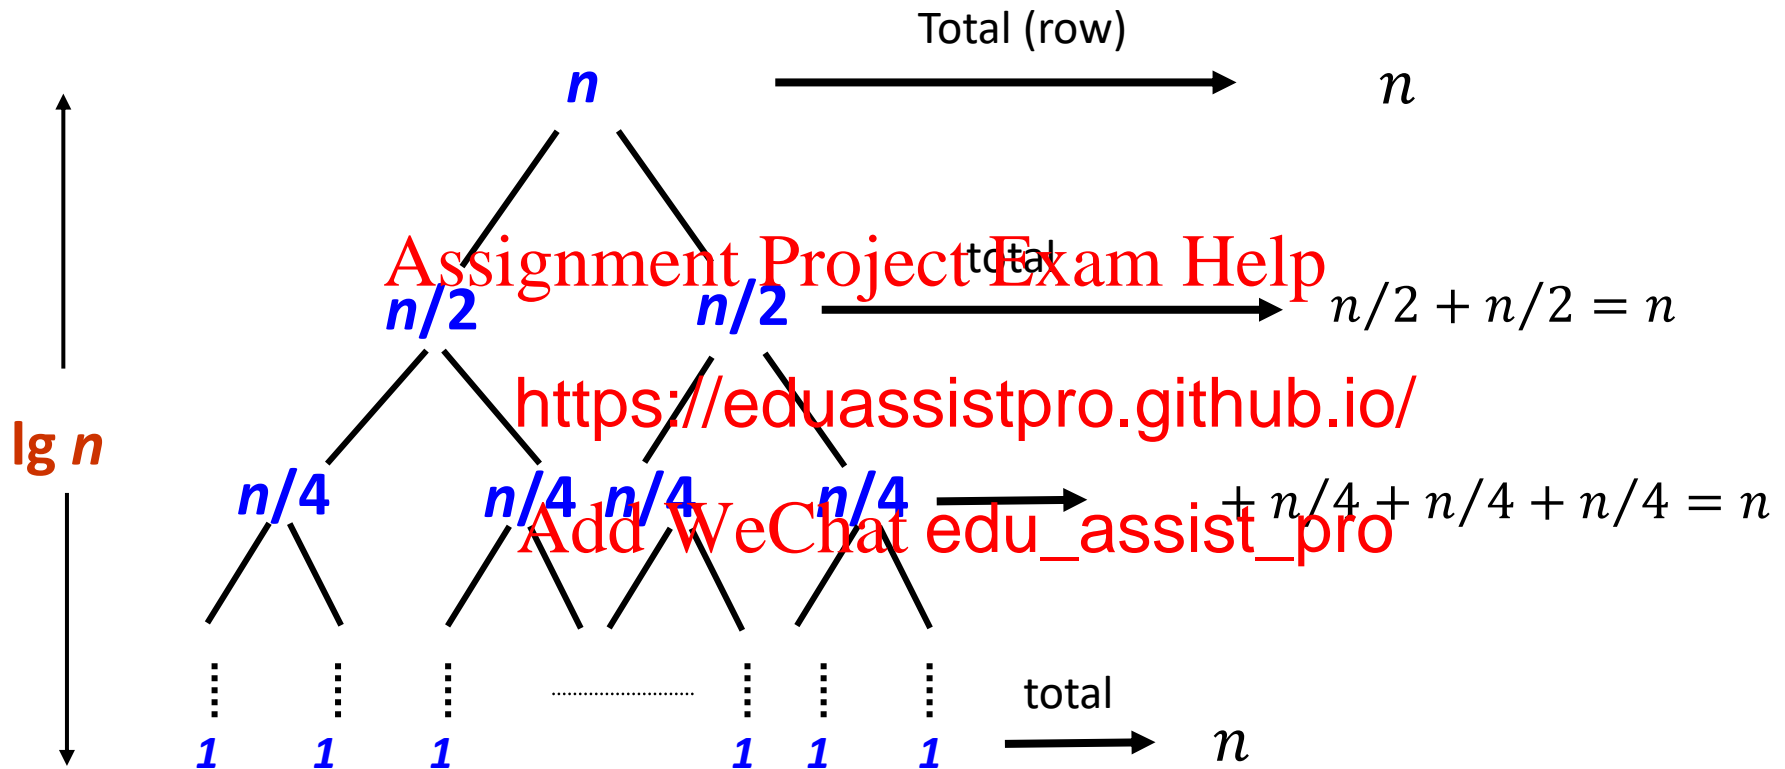 Total (row)
n n
Assignment Project Exam Help
total
n/2 n/2 n/2 + n/2 = n
https://eduassistpro.github.io/
lg n
n/4 n/4 n/4 n/4 + n/4 + n/4 + n/4 = n
Add WeChat edu_assist_pro
total
1 1 1 1 1 1 n